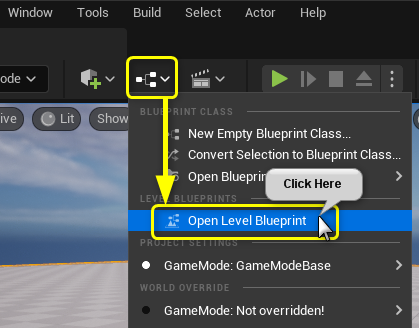 Window Tools Build Select Actor Help
ode
ive Lit Show
BLUEPRINT CLASS
New Empty Blueprint Class...
Convert Selection to Blueprint Class...
Open Blueprin
Click Here
LEVEL BLUEPRINTS
Open Level Blueprint
PROJECT SETTINGS
GameMode: GameModeBase
WORLD OVERRIDE
GameMode: Not overridden!